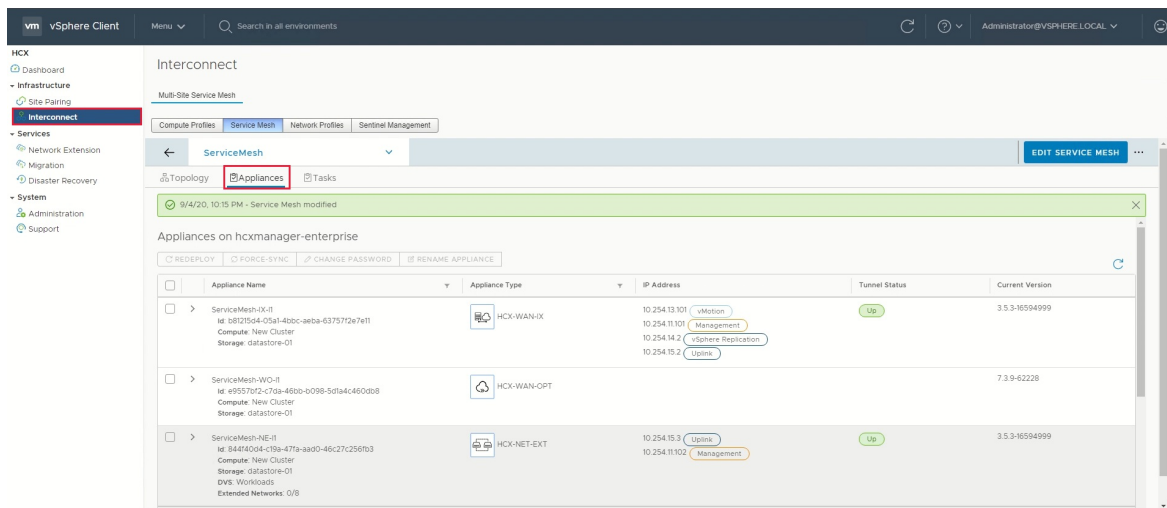 vm vSphere Client Menu Search in all environments Administrator@VSPHERE.LOCAL
HCX
Dashboard
Infrastructure
Site Pairing
Interconnect
Services
Network Extension
Migration
Disaster Recovery
System
Administration
Support
Interconnect
Multi-Site Service Mesh
Compute Profiles Service Mesh Network Profiles Sentinel Management
ServiceMesh EDIT SERVICE MESH ...
Topology Appliances Tasks
9/4/20, 10:15 PM - Service Mesh modified
Appliances on hcxmanager-enterprise
REDEPLOY FORCE-SYNC CHANGE PASSWORD RENAME APPLIANCE
Appliance Name Appliance Type IP Address Tunnel Status Current Version
ServiceMesh-IX-I1 HCX-WAN-IX 10.254.13.101 vMotion Up 3.5.3-16594999
Id: b81215d4-05a1-4bbc-aeba-63757f2e7e11 10.254.11.101 Management
Compute: New Cluster 10.254.14.2 vSphere Replication
Storage: datastore-01 10.254.15.2 Uplink
ServiceMesh-WO-I1 HCX-WAN-OPT 7.3.9-62228
Id: e9557bf2-c7da-46bb-b098-5d1a4c460db8
Compute: New Cluster
Storage: datastore-01
ServiceMesh-NE-I1 HCX-NET-EXT 10.254.15.3 Uplink Up 3.5.3-16594999
Id: 844f40d4-c19a-47fa-aad0-46c27c256fb3 10.254.11.102 Management
Compute: New Cluster
Storage: datastore-01
DVS: Workloads
Extended Networks: 0/8